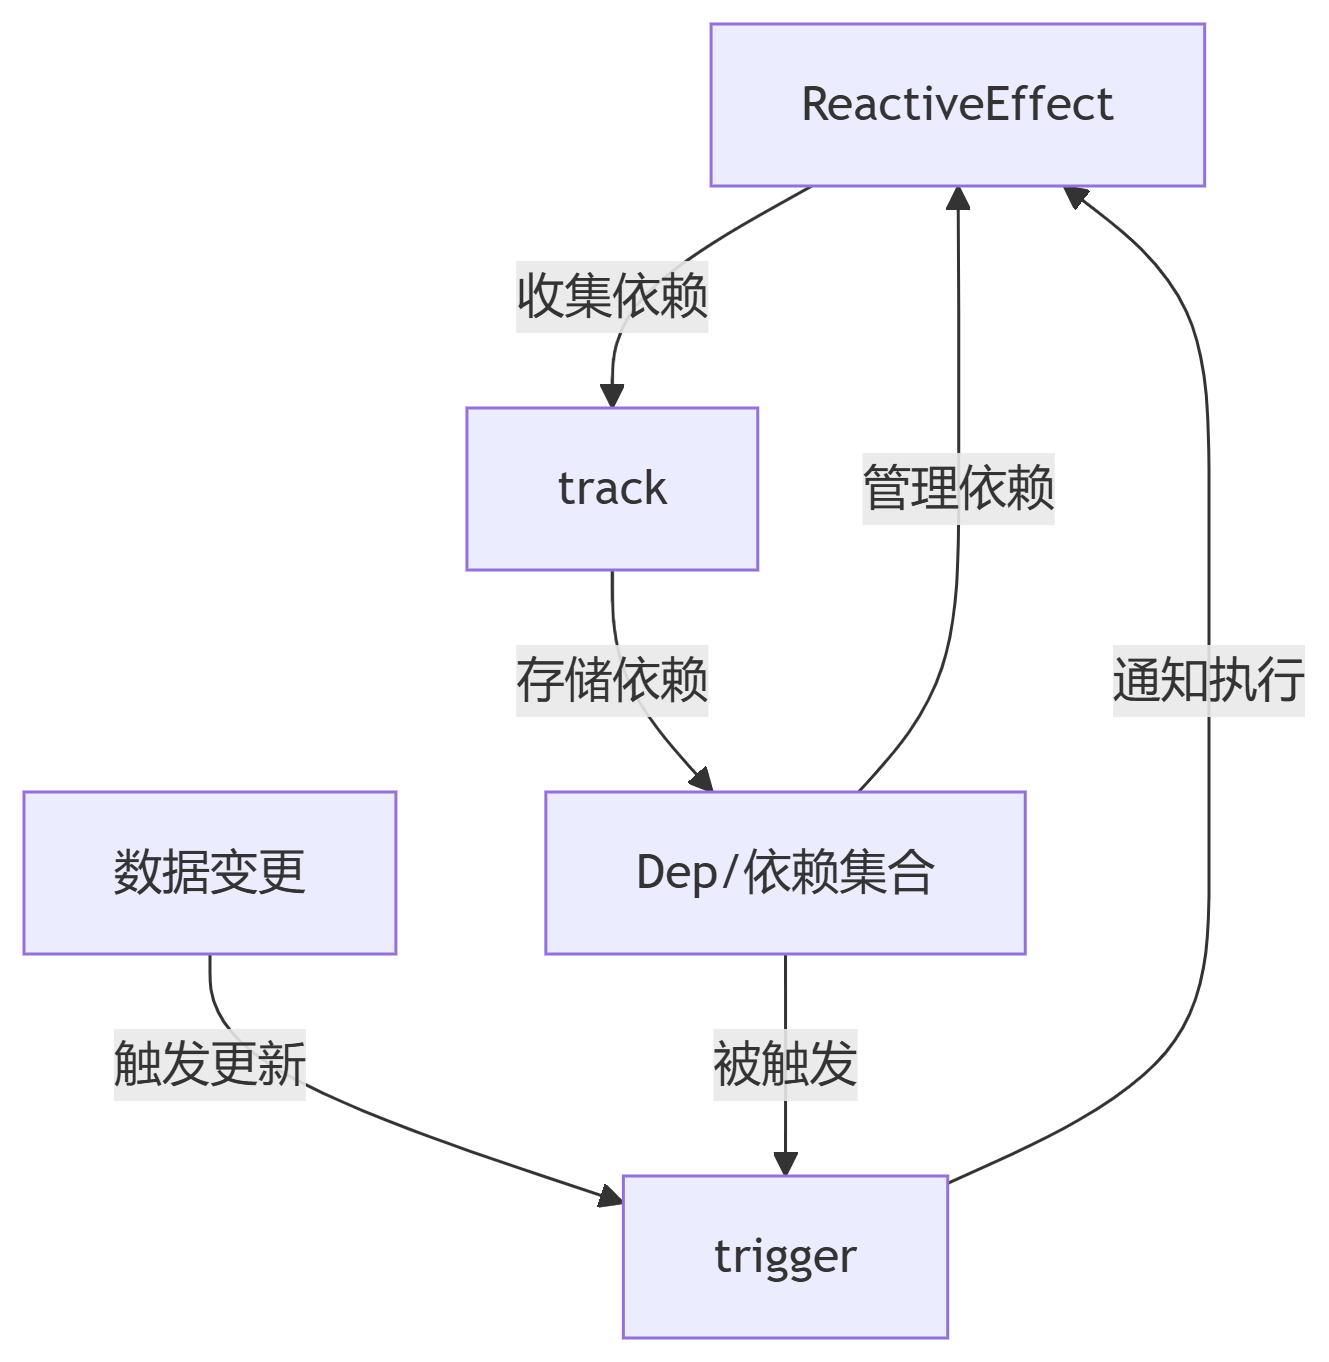 ReactiveEffect
收集依赖
track
管理依赖
存储依赖
通知执行
数据变更
Dep/依赖集合
触发更新
被触发
trigger